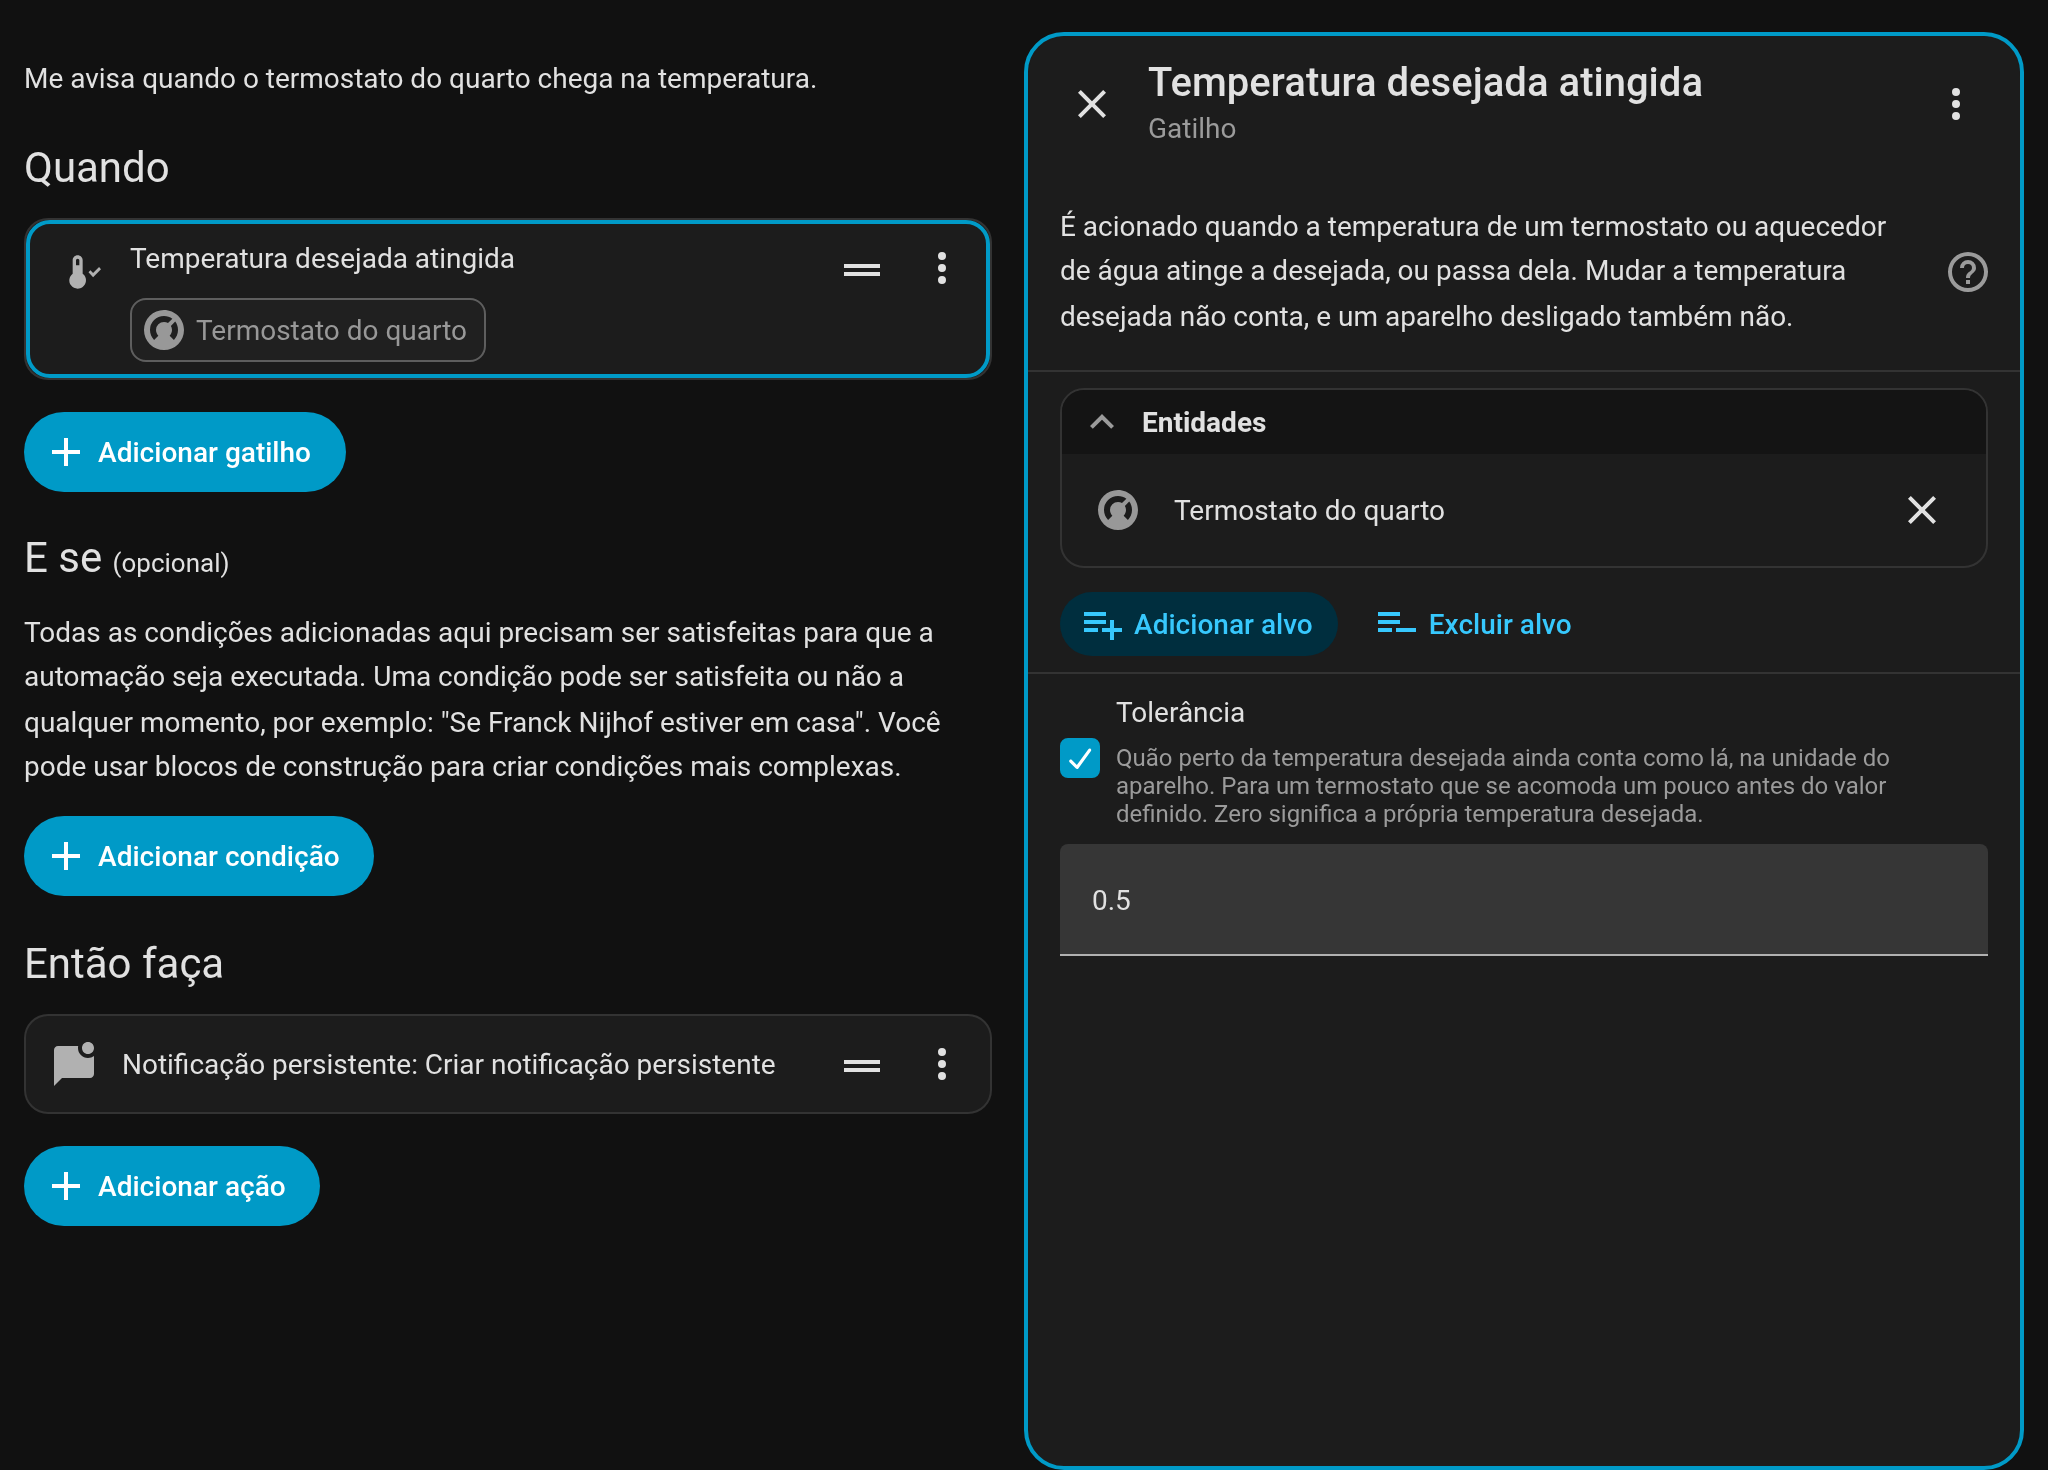 Me avisa quando o termostato do quarto chega na temperatura.
Quando
Temperatura desejada atingida
Termostato do quarto
Adicionar gatilho
E se (opcional)
Todas as condições adicionadas aqui precisam ser satisfeitas para que a
automação seja executada. Uma condição pode ser satisfeita ou não a
qualquer momento, por exemplo: "Se Franck Nijhof estiver em casa". Você
pode usar blocos de construção para criar condições mais complexas.
Adicionar condição
Então faça
Notificação persistente: Criar notificação persistente
Adicionar ação
Temperatura desejada atingida
Gatilho
É acionado quando a temperatura de um termostato ou aquecedor
de água atinge a desejada, ou passa dela. Mudar a temperatura
desejada não conta, e um aparelho desligado também não.
Entidades
Termostato do quarto
Adicionar alvo
Excluir alvo
Tolerância
Quão perto da temperatura desejada ainda conta como lá, na unidade do
aparelho. Para um termostato que se acomoda um pouco antes do valor
definido. Zero significa a própria temperatura desejada.
0.5